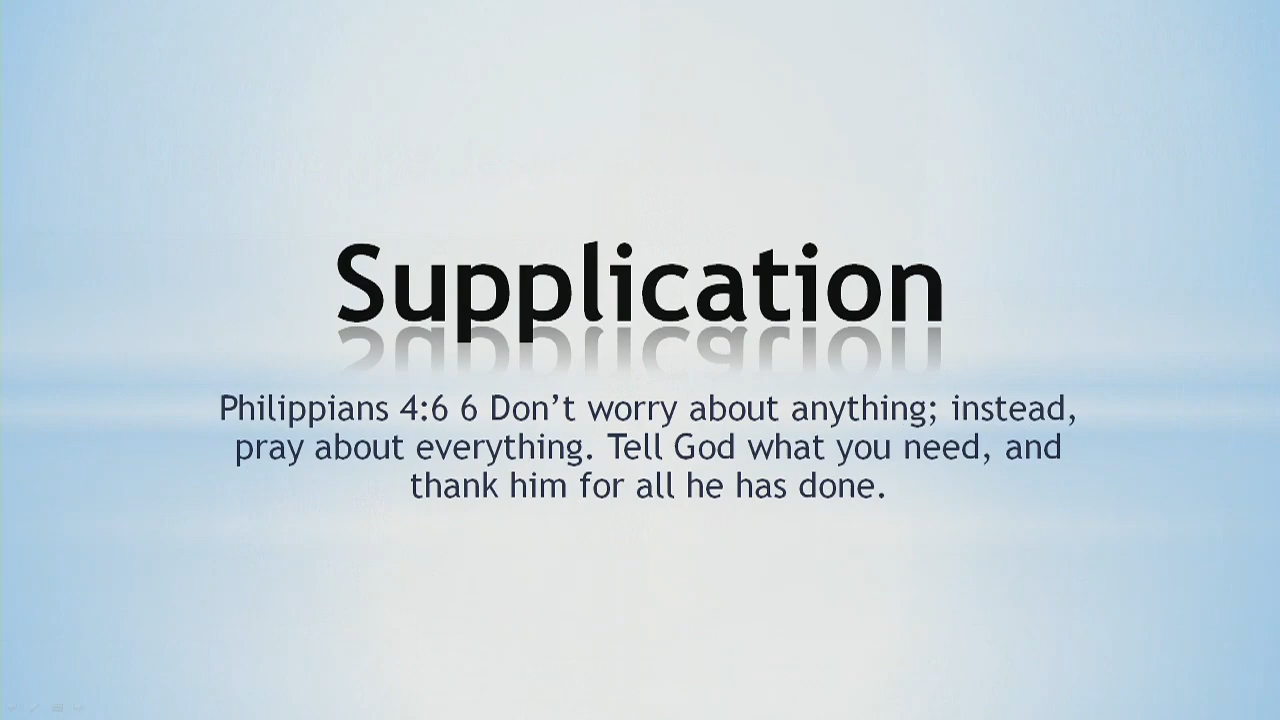 Supplication
Philippians 4:6 6 Don’t worry about anything; instead,
pray about everything. Tell God what you need, and
thank him for all he has done.